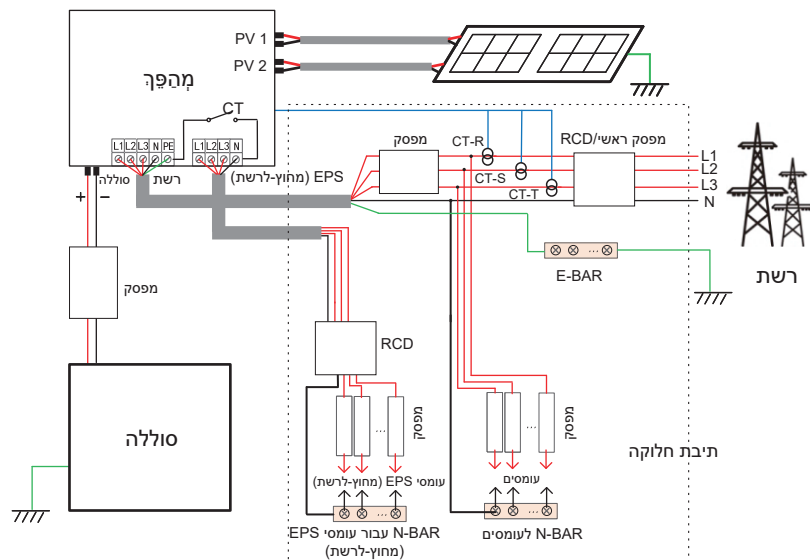 PV 1
PV 2
מְהַפֵּךְ
CT
L1 L2 L3 N PE
L1 L2 L3 N
סוללה
רשת
EPS (מחוץ-לרשת)
+
−
מפסק
סוללה
מפסק
CT-R
CT-S
CT-T
מפסק ראשי/RCD
L1
L2
L3
N
רשת
E-BAR
RCD
...
מפסק
...
מפסק
עומסי EPS (מחוץ-לרשת)
עומסים
...
...
N-BAR עבור עומסי EPS
(מחוץ-לרשת)
N-BAR לעומסים
תיבת חלוקה